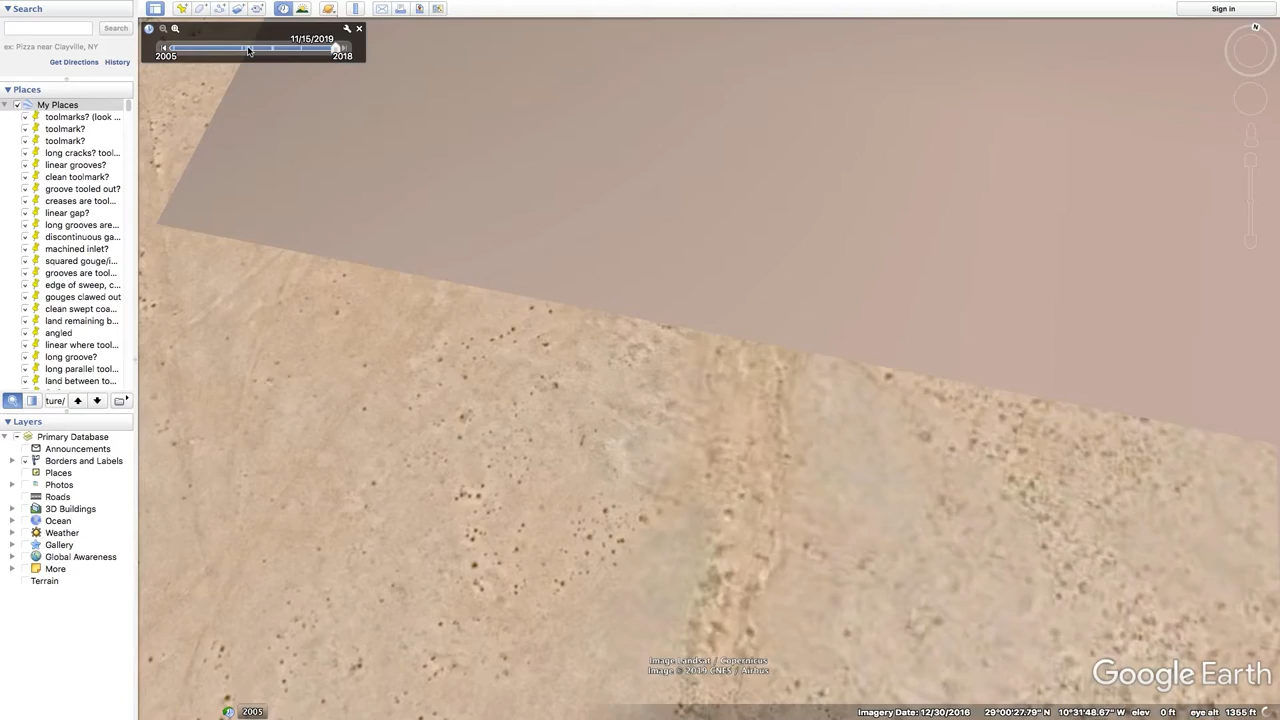 Search
Sign in
Search
ex: Pizza near Clayville, NY
Get Directions
History
11/15/2019
2005
2018
N
Places
My Places
toolmarks? (look ...
toolmark?
toolmark?
long cracks? tool...
linear grooves?
clean toolmark?
groove tooled out?
creases are tool...
linear gap?
long grooves are...
discontinuous ga...
machined inlet?
squared gouge/i...
grooves are tool...
edge of sweep, c...
gouges clawed out
clean swept coa...
land remaining b...
angled
linear where tool...
long groove?
long parallel tool...
land between to...
ture/
Layers
Primary Database
Announcements
Borders and Labels
Places
Photos
Roads
3D Buildings
Ocean
Weather
Gallery
Global Awareness
More
Terrain
Image Landsat / Copernicus
Image © 2019 CNES / Airbus
Google Earth
2005
Imagery Date: 12/30/2016 29°00'27.79" N 10°31'48.67" W elev 0 ft eye alt 1355 ft